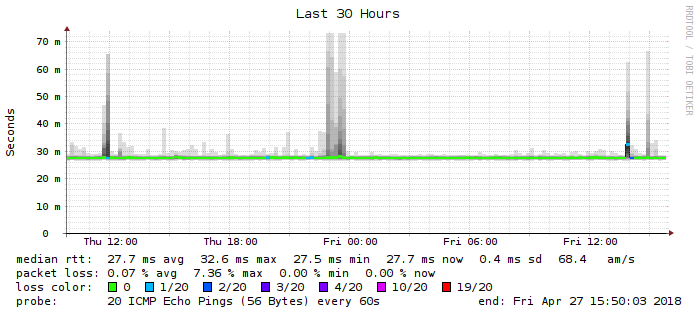 Last 30 Hours
RRDTOOL / TOBI OETIKER
Seconds
70 m
60 m
50 m
40 m
30 m
20 m
10 m
0
Thu 12:00 Thu 18:00 Fri 00:00 Fri 06:00 Fri 12:00
median rtt: 27.7 ms avg 32.6 ms max 27.5 ms min 27.7 ms now 0.4 ms sd 68.4 am/s
packet loss: 0.07 % avg 7.36 % max 0.00 % min 0.00 % now
loss color: 0 1/20 2/20 3/20 4/20 10/20 19/20
probe: 20 ICMP Echo Pings (56 Bytes) every 60s end: Fri Apr 27 15:50:03 2018